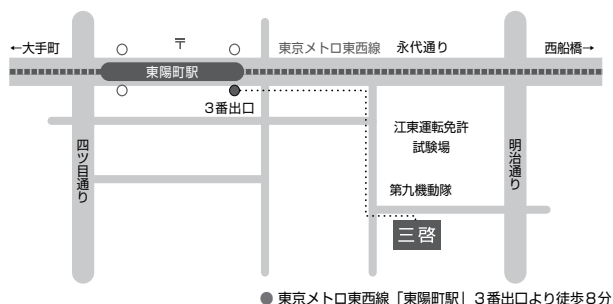 ←大手町
〒
東京メトロ東西線
永代通り
西船橋→
東陽町駅
3番出口
江東運転免許
試験場
四ツ目通り
明治通り
第九機動隊
三啓
● 東京メトロ東西線「東陽町駅」3番出口より徒歩8分